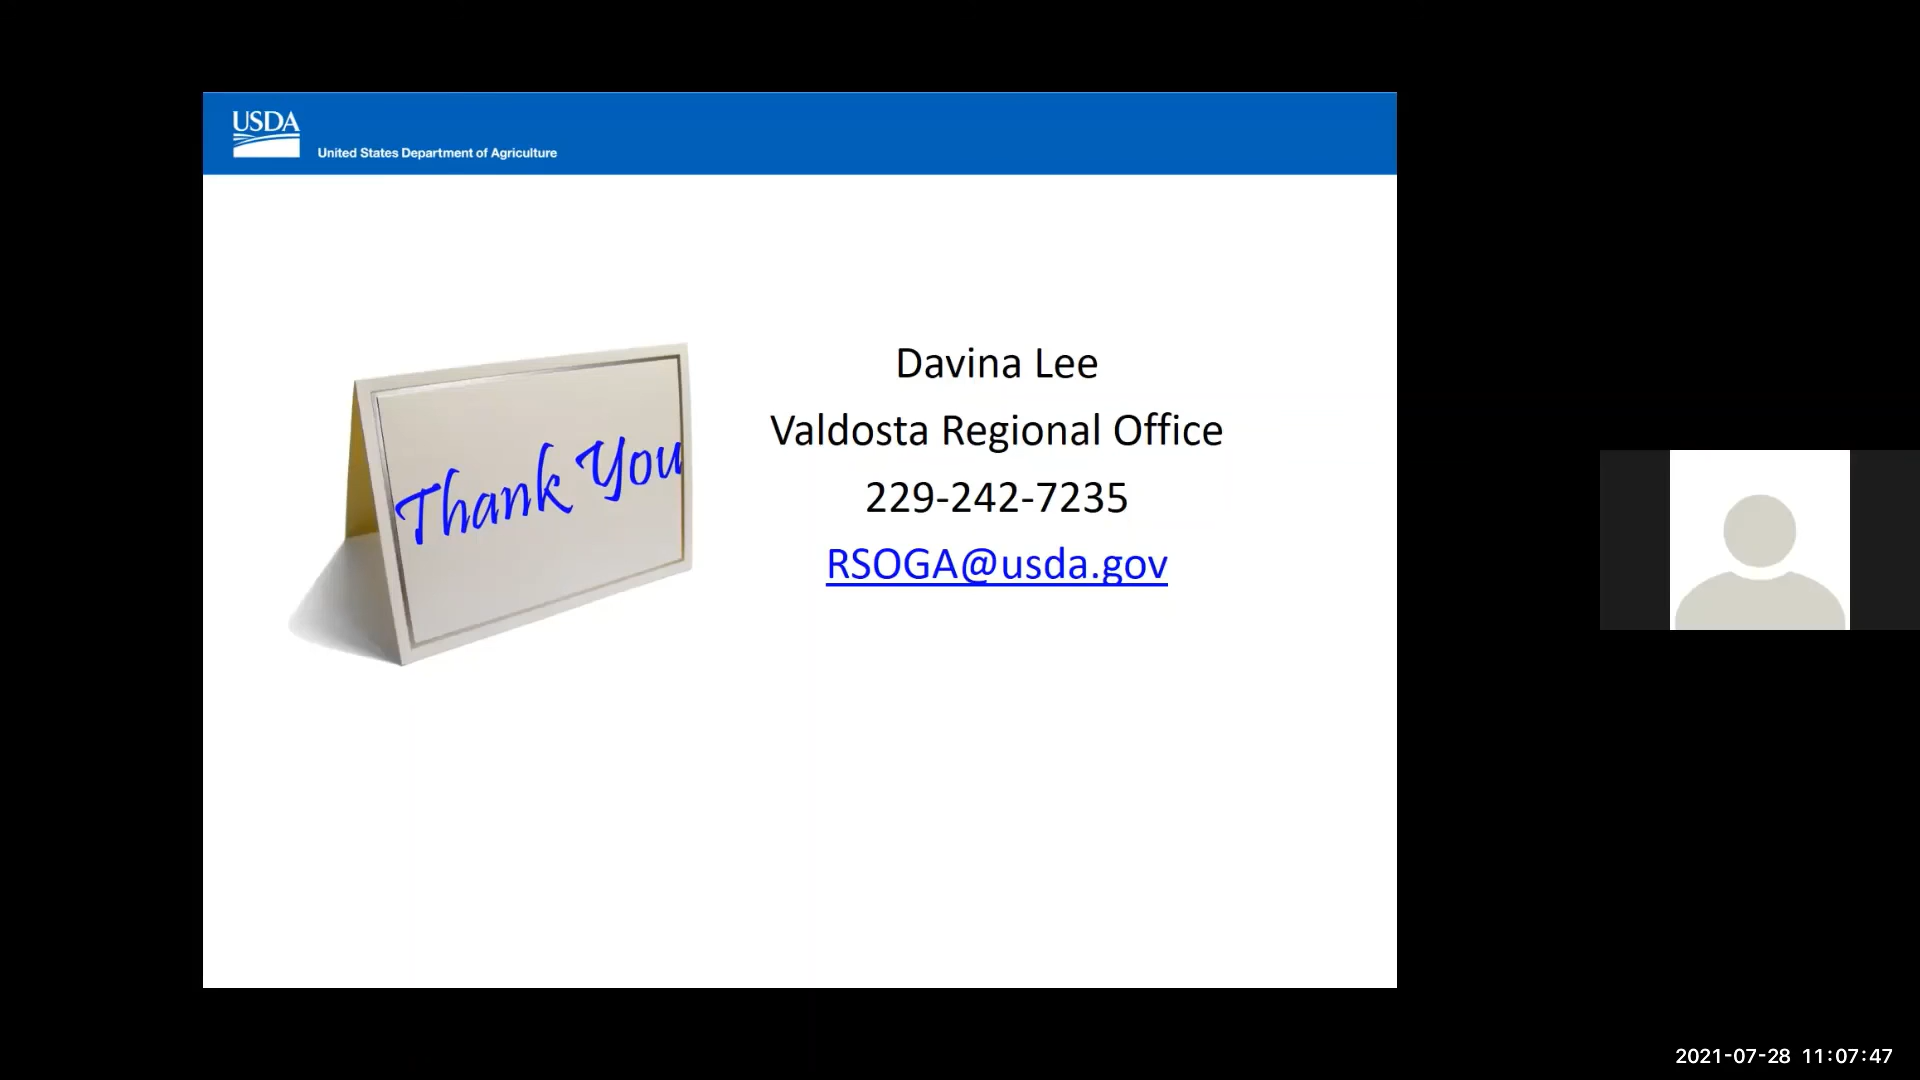 USDA
United States Department of Agriculture
Thank You
Davina Lee
Valdosta Regional Office
229-242-7235
RSOGA@usda.gov
2021-07-28 11:07:47